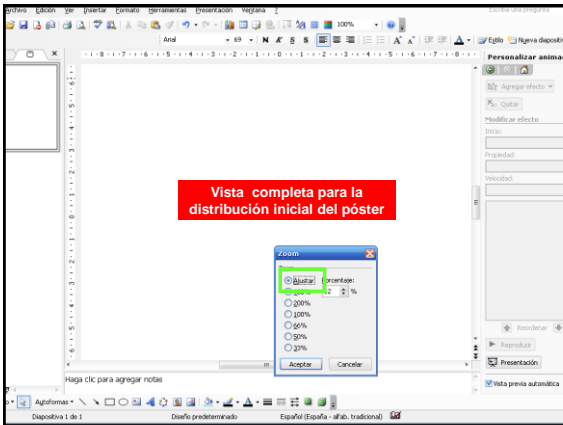 Archivo Edición Ver Insertar Formato Herramientas Presentación Ventana ?
Escriba una pregunta
100%
Arial 69 N K S S Estilo Nueva diapositiva
Personalizar animac
Agregar efecto
Quitar
Modificar efecto
Inicio:
Propiedad:
Velocidad:
Vista completa para la
distribución inicial del póster
Zoom
Ajustar Porcentaje:
%
200%
100%
66%
50%
33%
Aceptar Cancelar
Reordenar
Reproducir
Presentación
Vista previa automática
Haga clic para agregar notas
Autoformas
Diapositiva 1 de 1 Diseño predeterminado Español (España - alfab. tradicional)